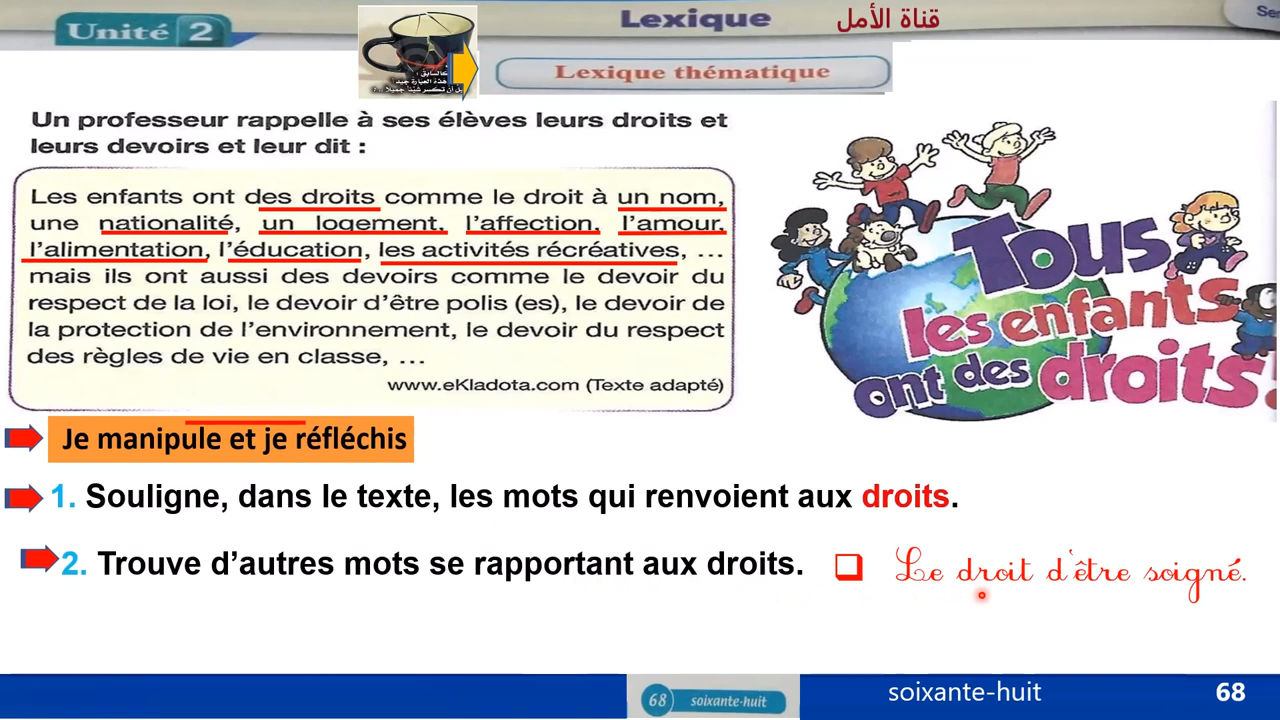 Unité 2
Lexique
قناة الأمل
Lexique thématique
Un professeur rappelle à ses élèves leurs droits et
leurs devoirs et leur dit :
Les enfants ont des droits comme le droit à un nom,
une nationalité, un logement, l'affection, l'amour,
l'alimentation, l'éducation, les activités récréatives, ...
mais ils ont aussi des devoirs comme le devoir du
respect de la loi, le devoir d'être polis (es), le devoir de
la protection de l'environnement, le devoir du respect
des règles de vie en classe, ...
www.eKladota.com (Texte adapté)
Tous
les enfants
ont des droits!
Je manipule et je réfléchis
1. Souligne, dans le texte, les mots qui renvoient aux droits.
2. Trouve d'autres mots se rapportant aux droits.
Le droit d'être soigné.
68 soixante-huit
soixante-huit 68